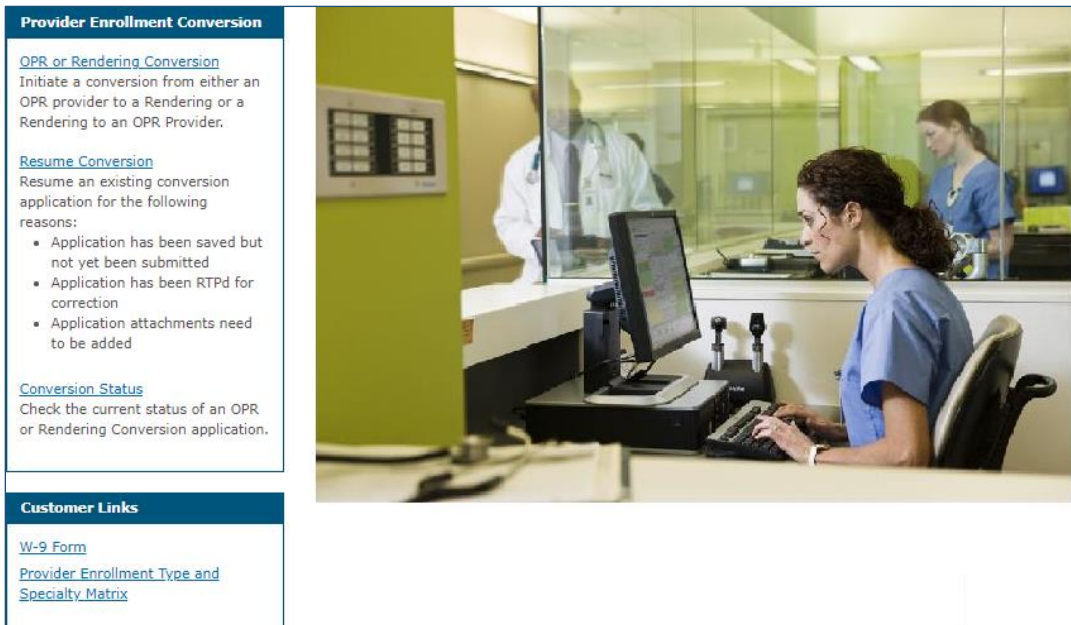 Provider Enrollment Conversion
OPR or Rendering Conversion
Initiate a conversion from either an
OPR provider to a Rendering or a
Rendering to an OPR Provider.
Resume Conversion
Resume an existing conversion
application for the following
reasons:
• Application has been saved but
not yet been submitted
• Application has been RTPd for
correction
• Application attachments need
to be added
Conversion Status
Check the current status of an OPR
or Rendering Conversion application.
Customer Links
W-9 Form
Provider Enrollment Type and
Specialty Matrix